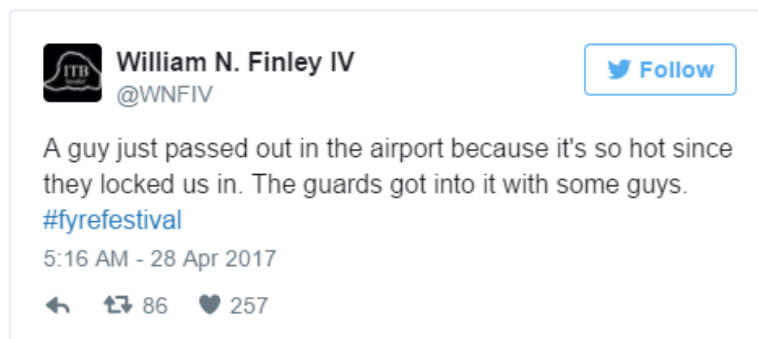 ITB
William N. Finley IV
@WNFIV
Follow
A guy just passed out in the airport because it's so hot since
they locked us in. The guards got into it with some guys.
#fyrefestival
5:16 AM - 28 Apr 2017
86 257